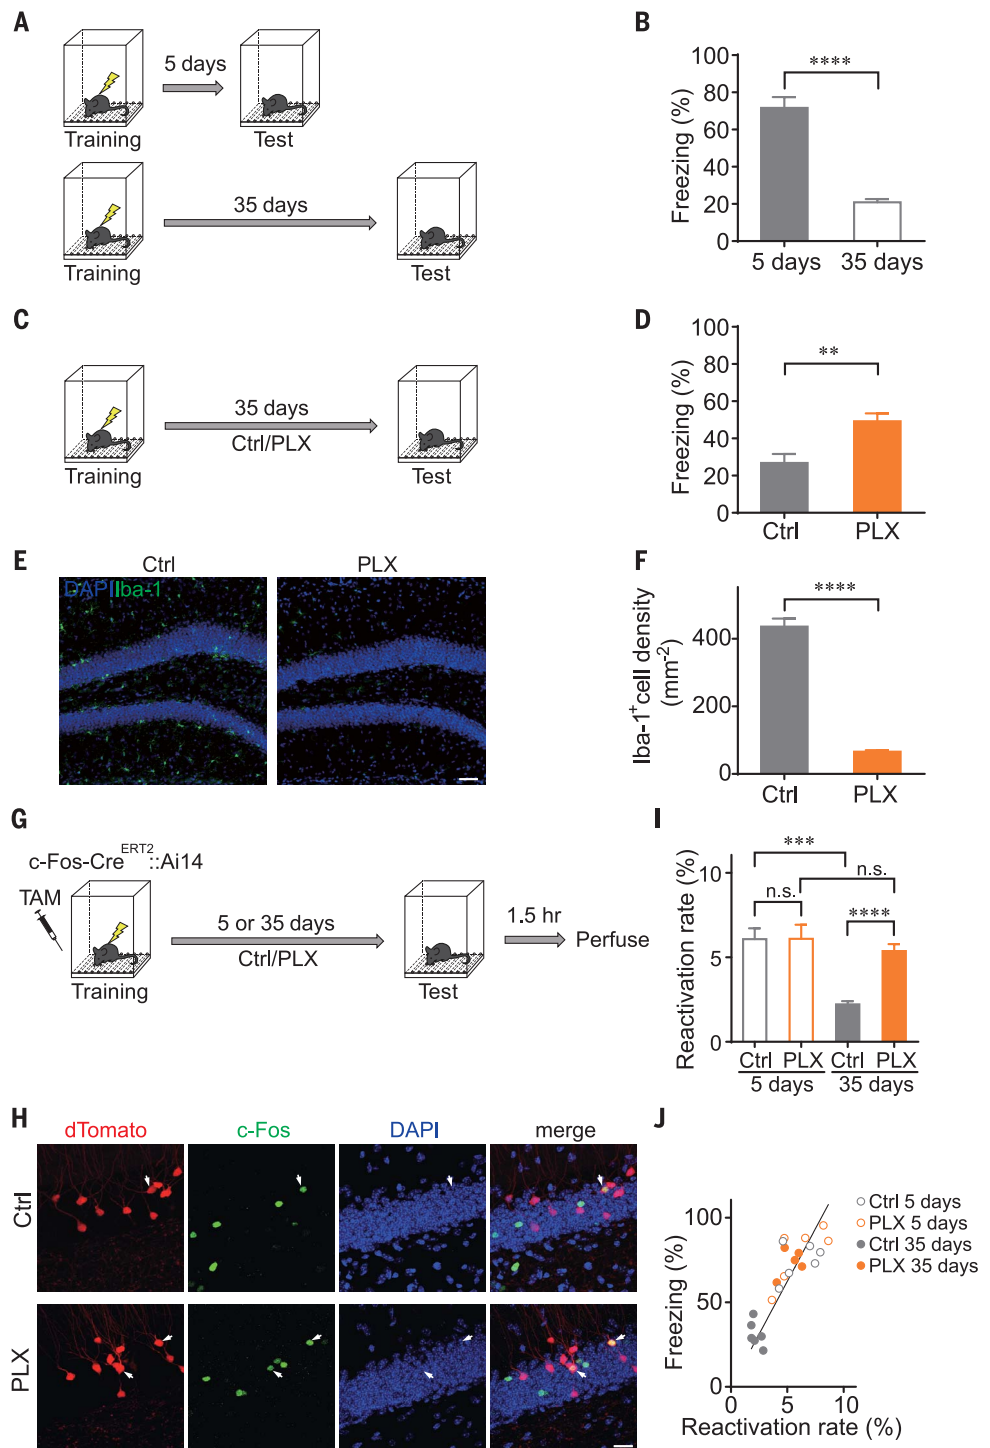 A
5 days
Training
Test
35 days
Training
Test
B
****
Freezing (%)
100
80
60
40
20
0
5 days
35 days
C
35 days
Ctrl/PLX
Training
Test
D
**
Freezing (%)
100
80
60
40
20
0
Ctrl
PLX
E
Ctrl
PLX
DAPI Iba-1
F
****
Iba-1+ cell density
(mm-2)
400
200
0
Ctrl
PLX
G
c-Fos-CreERT2::Ai14
TAM
5 or 35 days
Ctrl/PLX
Training
Test
1.5 hr
Perfuse
I
***
n.s.
n.s.
****
Reactivation rate (%)
10
5
0
Ctrl PLX Ctrl PLX
5 days 35 days
H
dTomato c-Fos DAPI merge
Ctrl
PLX
J
Ctrl 5 days
PLX 5 days
Ctrl 35 days
PLX 35 days
Freezing (%)
100
50
0
0 5 10
Reactivation rate (%)